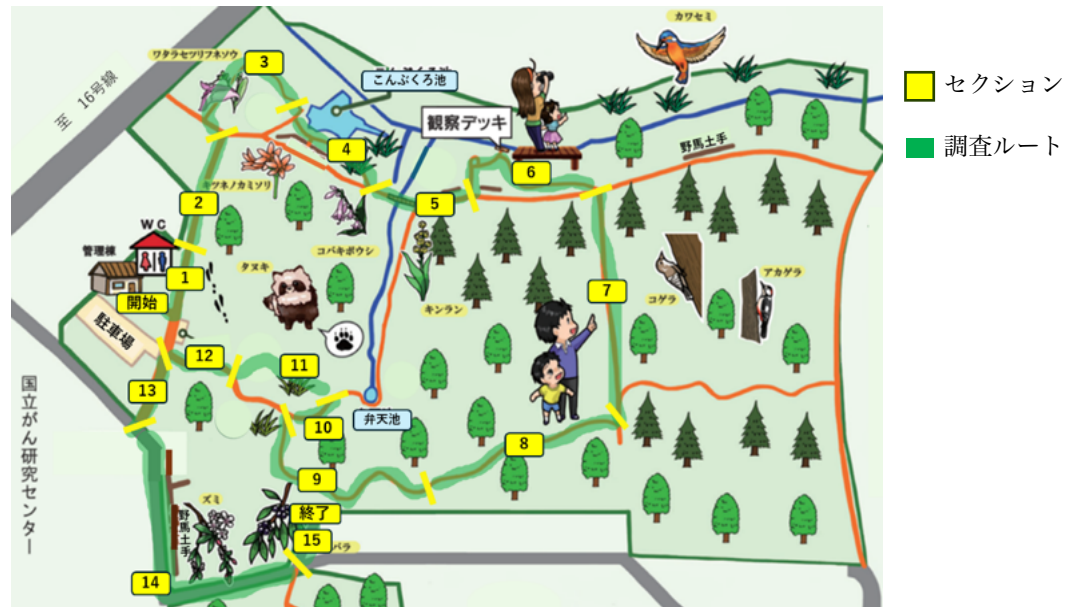 カワセミ
ワタラセツリフネソウ
3
こんぶくろ池
至 16号線
観察デッキ
セクション
調査ルート
4
野馬土手
6
キツネノカミソリ
2
5
WC
管理棟
コバギボウシ
タヌキ
1
アカゲラ
7
コゲラ
開始
キンラン
駐車場
12
11
13
国立がん研究センター
弁天池
10
8
9
ズミ
終了
野馬土手
15
バラ
14